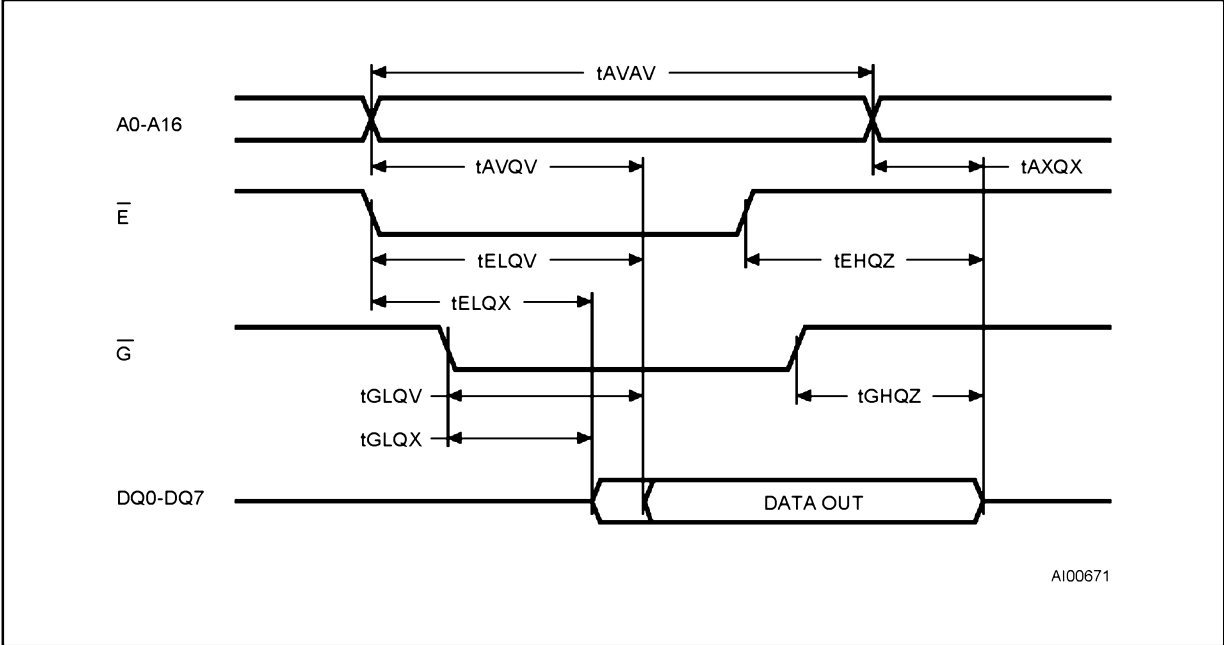 tAVAV
A0-A16
tAVQV
tAXQX
E̅
tELQV
tEHQZ
tELQX
G̅
tGLQV
tGHQZ
tGLQX
DQ0-DQ7
DATA OUT
AI00671